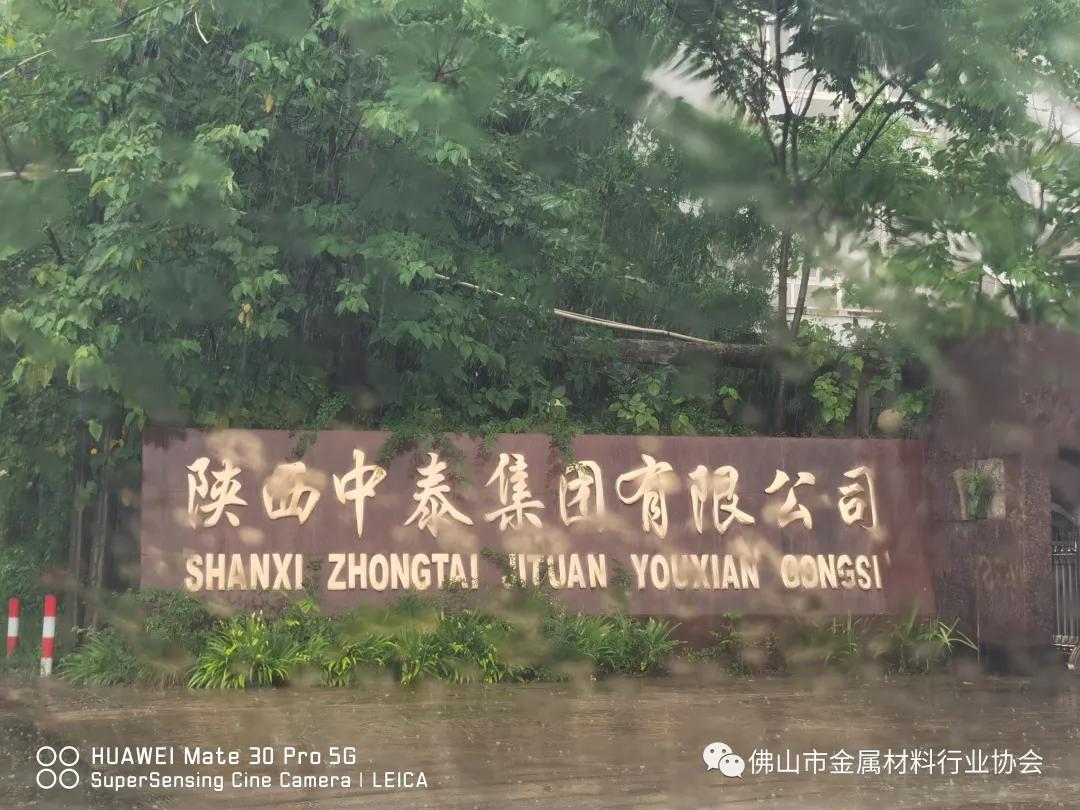 陕西中泰集团有限公司
SHANXI ZHONGTAI JITUAN YOUXIAN GONGSI
HUAWEI Mate 30 Pro 5G
SuperSensing Cine Camera | LEICA
佛山市金属材料行业协会